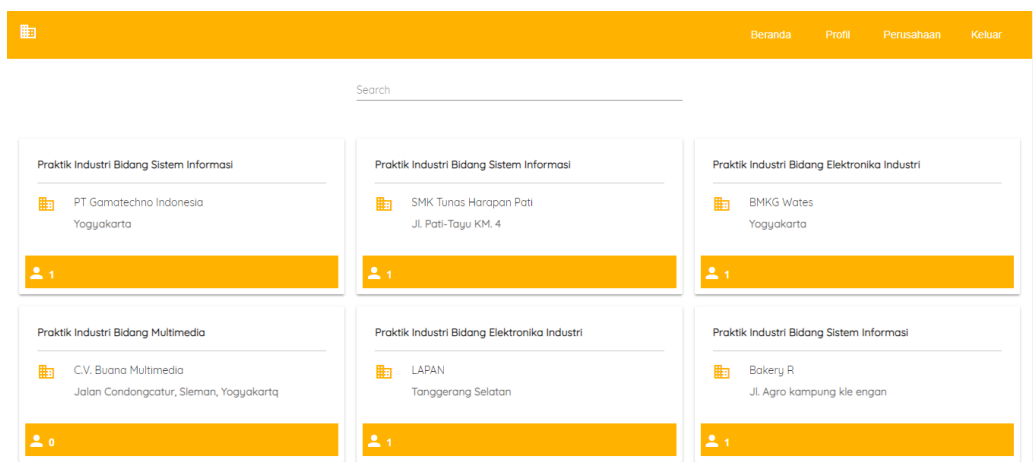 Beranda Profil Perusahaan Keluar
Search
Praktik Industri Bidang Sistem Informasi
PT Gamatechno Indonesia
Yogyakarta
1
Praktik Industri Bidang Sistem Informasi
SMK Tunas Harapan Pati
Jl. Pati-Tayu KM. 4
1
Praktik Industri Bidang Elektronika Industri
BMKG Wates
Yogyakarta
1
Praktik Industri Bidang Multimedia
C.V. Buana Multimedia
Jalan Condongcatur, Sleman, Yogyakartq
0
Praktik Industri Bidang Elektronika Industri
LAPAN
Tanggerang Selatan
1
Praktik Industri Bidang Sistem Informasi
Bakery R
Jl. Agro kampung kle engan
1